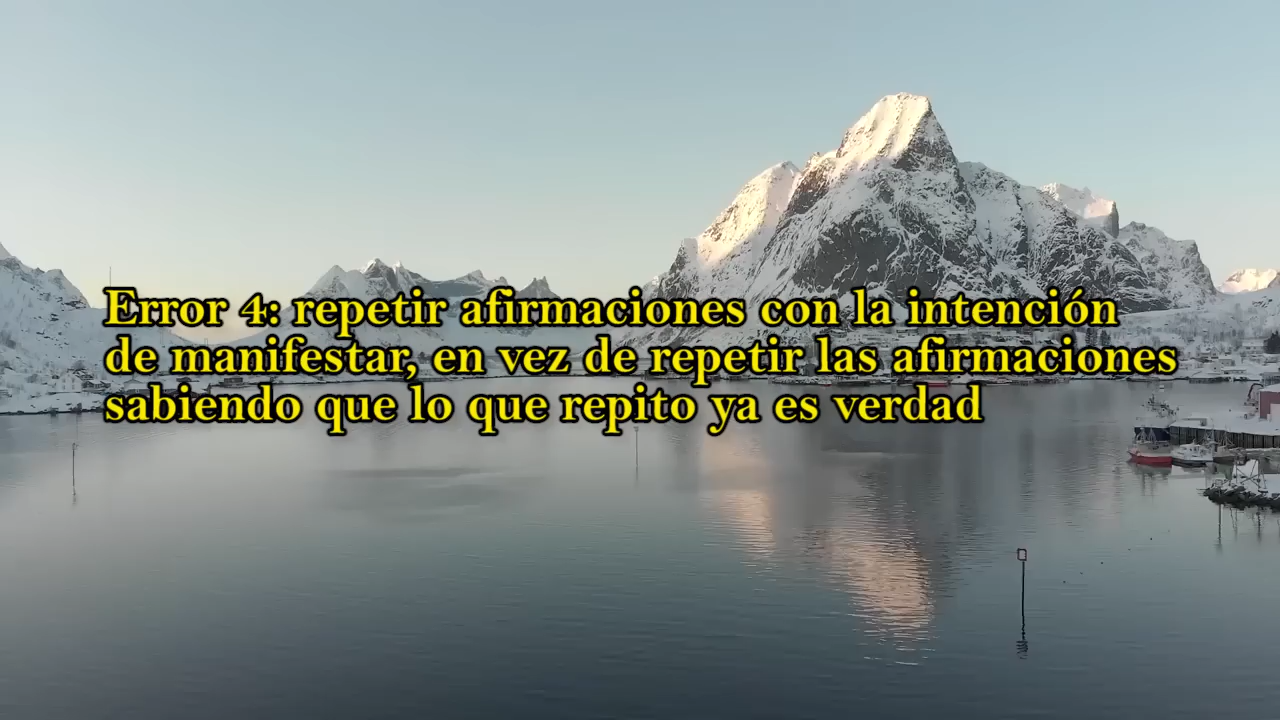 Error 4: repetir afirmaciones con la intención
de manifestar, en vez de repetir las afirmaciones
sabiendo que lo que repito ya es verdad